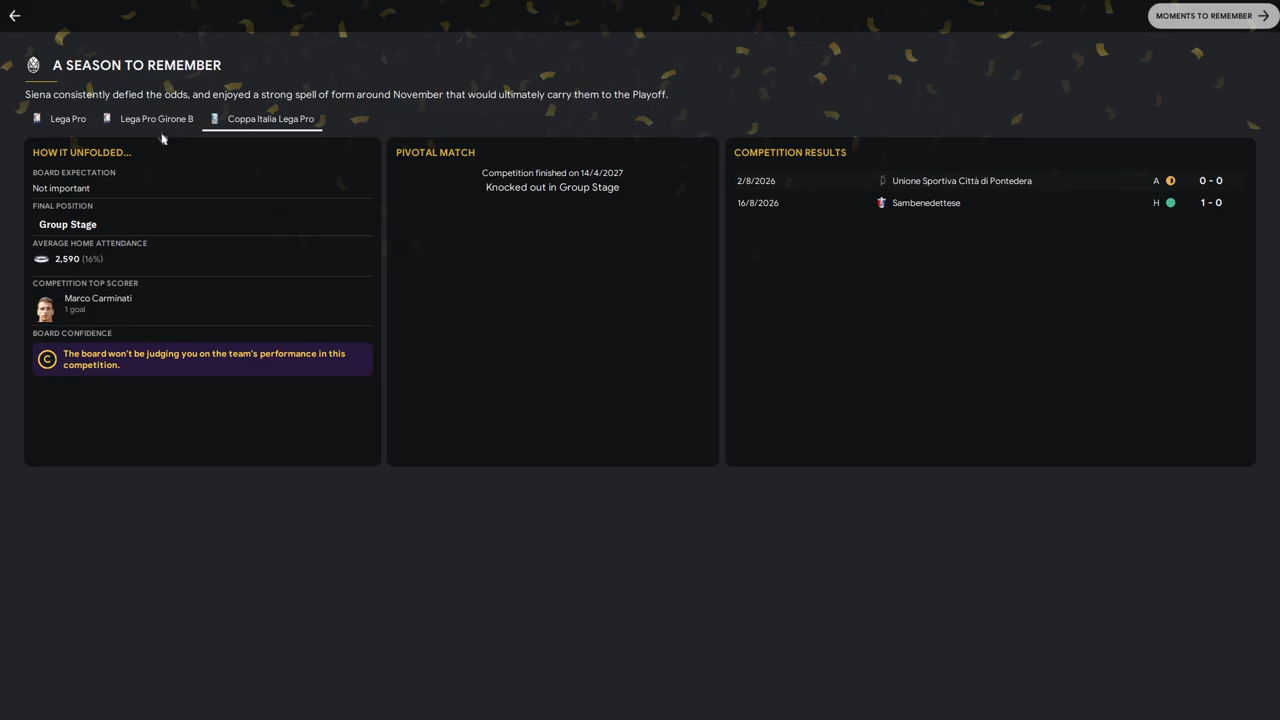 MOMENTS TO REMEMBER
A SEASON TO REMEMBER
Siena consistently defied the odds, and enjoyed a strong spell of form around November that would ultimately carry them to the Playoff.
Lega Pro
Lega Pro Girone B
Coppa Italia Lega Pro
HOW IT UNFOLDED...
BOARD EXPECTATION
Not important
FINAL POSITION
Group Stage
AVERAGE HOME ATTENDANCE
2,590 (16%)
COMPETITION TOP SCORER
Marco Carminati
1 goal
BOARD CONFIDENCE
C
The board won't be judging you on the team's performance in this
competition.
PIVOTAL MATCH
Competition finished on 14/4/2027
Knocked out in Group Stage
COMPETITION RESULTS
2/8/2026 Unione Sportiva Città di Pontedera A 0 - 0
16/8/2026 Sambenedettese H 1 - 0